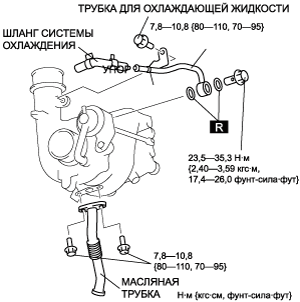 ТРУБКА ДЛЯ ОХЛАЖДАЮЩЕЙ ЖИДКОСТИ
7,8—10,8 {80—110, 70—95}
ШЛАНГ СИСТЕМЫ
ОХЛАЖДЕНИЯ
УПОР
R
23,5—35,3 Н·м
{2,40—3,59 кгс·м,
17,4—26,0 фунт-сила·фут}
7,8—10,8
{80—110, 70—95}
МАСЛЯНАЯ
ТРУБКА
Н·м {кгс·см, фунт-сила·фут}